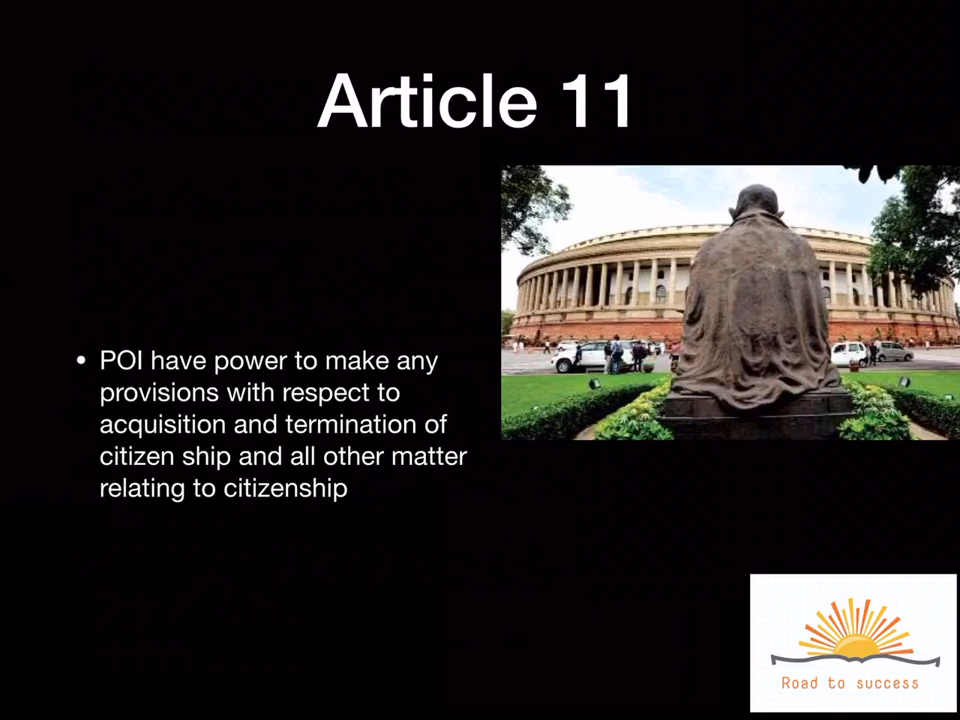 Article 11
• POI have power to make any
provisions with respect to
acquisition and termination of
citizen ship and all other matter
relating to citizenship
Road to success